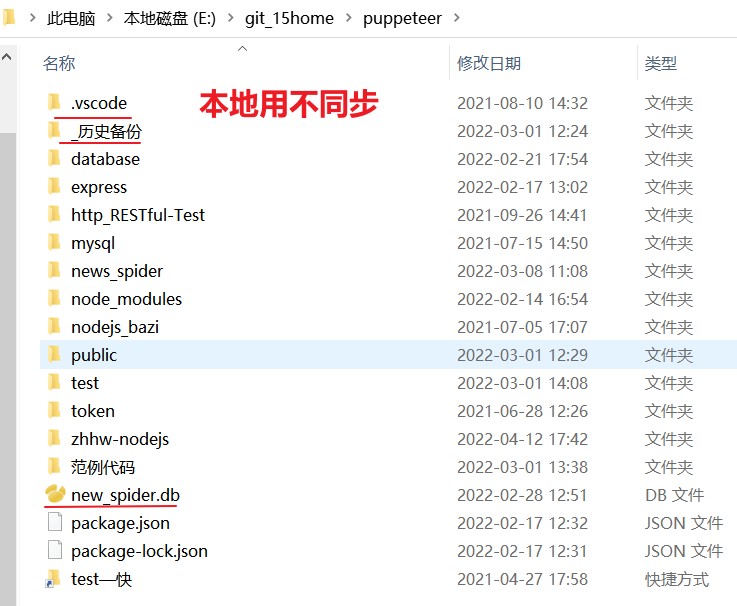 此电脑 > 本地磁盘 (E:) > git_15home > puppeteer >
名称 修改日期 类型
本地用不同步
.vscode 2021-08-10 14:32 文件夹
_历史备份 2022-03-01 12:24 文件夹
database 2022-02-21 17:54 文件夹
express 2022-02-17 13:02 文件夹
http_RESTful-Test 2021-09-26 14:41 文件夹
mysql 2021-07-15 14:50 文件夹
news_spider 2022-03-08 11:08 文件夹
node_modules 2022-02-14 16:54 文件夹
nodejs_bazi 2021-07-05 17:07 文件夹
public 2022-03-01 12:29 文件夹
test 2022-03-01 14:08 文件夹
token 2021-06-28 12:26 文件夹
zhhw-nodejs 2022-04-12 17:42 文件夹
范例代码 2022-03-01 13:38 文件夹
new_spider.db 2022-02-28 12:51 DB 文件
package.json 2022-02-17 12:32 JSON 文件
package-lock.json 2022-02-17 12:31 JSON 文件
test—快 2021-04-27 17:58 快捷方式